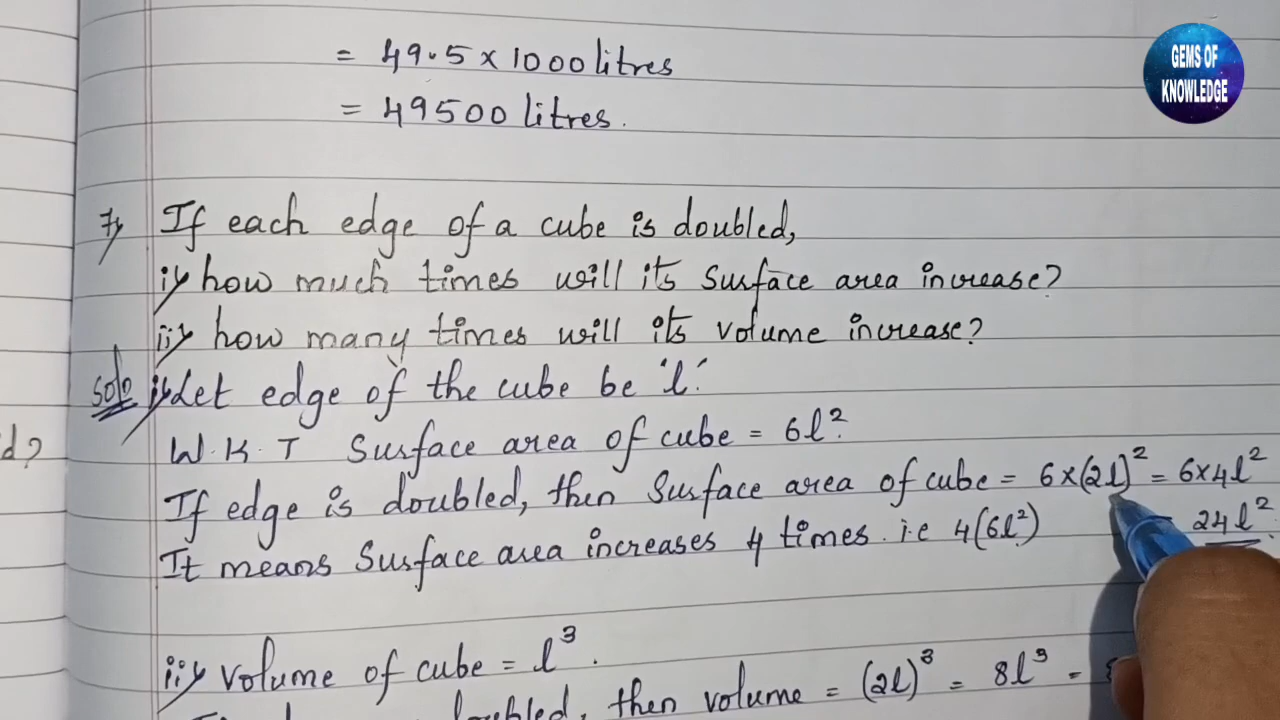 = 49.5 x 1000 litres
= 49500 litres.
GEMS OF
KNOWLEDGE
7) If each edge of a cube is doubled,
i) how much times will its surface area increase?
ii) how many times will its volume increase?
Soln i) Let edge of the cube be 'l'.
W.K.T Surface area of cube = 6l².
d?
If edge is doubled, then Surface area of cube = 6x(2l)² = 6x4l²
24l².
It means Surface area increases 4 times. i.e 4(6l²)
ii) volume of cube = l³.
doubled, then volume = (2l)³ = 8l³ =